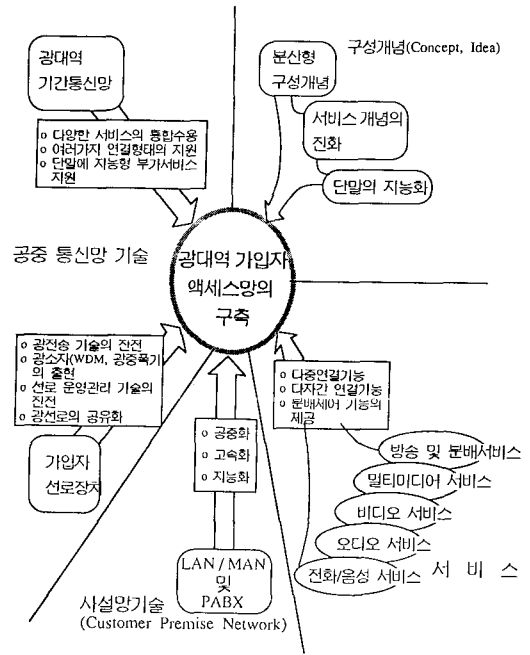 구성개념(Concept, Idea)
광대역
기간통신망
분산형
구성개념
서비스 개념의
진화
단말의 지능화
o 다양한 서비스의 통합수용
o 여러가지 연결형태의 지원
o 단말에 지능형 부가서비스
지원
공중 통신망 기술
광대역 가입자
액세스망의
구축
o 광전송 기술의 진전
o 광소자(WDM, 광증폭기)
의 출현
o 선로 운영관리 기술의
진전
o 광선로의 공유화
가입자
선로장치
o 공중화
o 고속화
o 지능화
LAN / MAN
및
PABX
사설망기술
(Customer Premise Network)
o 다중연결기능
o 다자간 연결기능
o 분배제어 기능의
제공
방송 및 분배서비스
멀티미디어 서비스
비디오 서비스
오디오 서비스
전화/음성 서비스
서 비 스